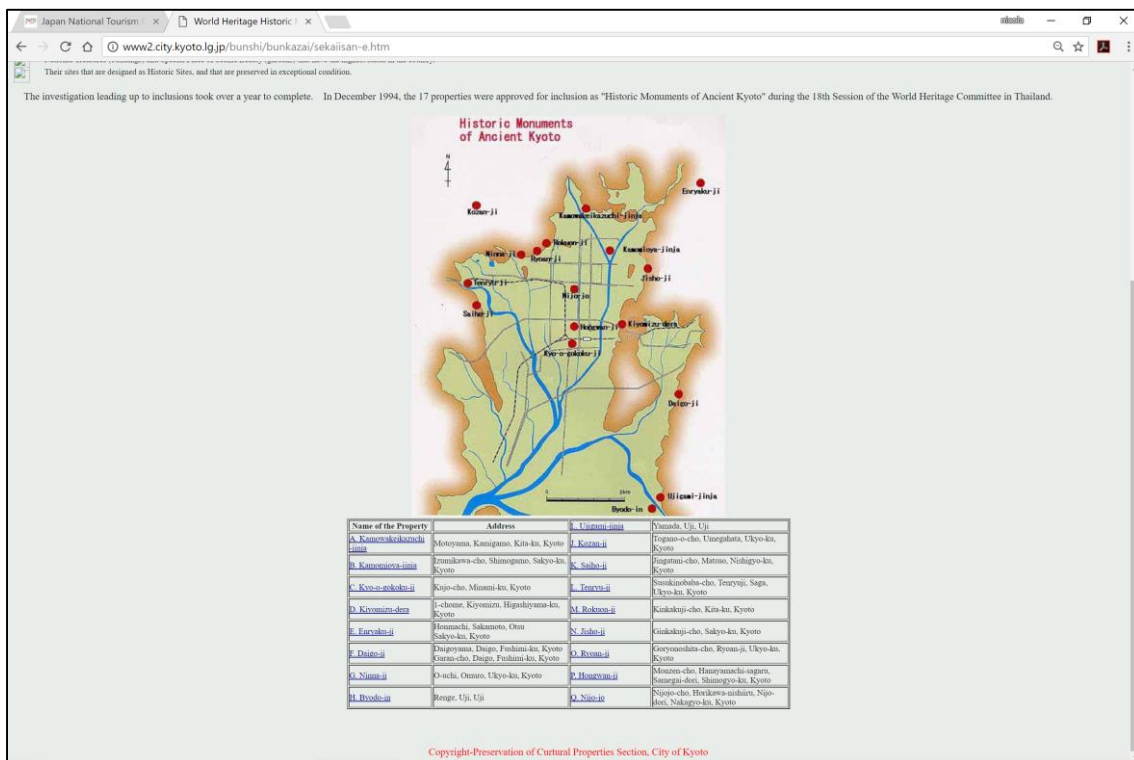 Japan National Tourism
World Heritage Historic
www2.city.kyoto.lg.jp/bunshi/bunkazai/sekaiisan-e.htm
Their sites that are designed as Historic Sites, and that are preserved in exceptional condition.
The investigation leading up to inclusions took over a year to complete. In December 1994, the 17 properties were approved for inclusion as "Historic Monuments of Ancient Kyoto" during the 18th Session of the World Heritage Committee in Thailand.
Historic Monuments
of Ancient Kyoto
N
Enryaku-ji
Kozan-ji
Kamowakeikazuchi-jinja
Rokuon-ji
Kamomioya-jinja
Ninna-ji
Ryoan-ji
Jisho-ji
Tenryu-ji
Nijorjo
Saiho-ji
Hongwan-ji
Kiyomizu-dera
Kyo-o-gokoku-ji
Daigo-ji
Ujigami-jinja
Byodo-in
Name of the Property Address L. Ujigami-jinja Yamada, Uji, Uji
A. Kamowakeikazuchi Motoyama, Kamigamo, Kita-ku, Kyoto J. Kozan-ji Togano-o-cho, Umegahata, Ukyo-ku,
-jinja Kyoto
B. Kamomioya-jinja Izumikawa-cho, Shimogamo, Sakyo-ku, K. Saiho-ji Jingatani-cho, Matsuo, Nishigyo-ku,
Kyoto Kyoto
C. Kyo-o-gokoku-ji Kujo-cho, Minami-ku, Kyoto L. Tenryu-ji Susukinobaba-cho, Tenryuji, Saga,
Ukyo-ku, Kyoto
D. Kiyomizu-dera 1-chome, Kiyomizu, Higashiyama-ku, M. Rokuon-ji Kinkakuji-cho, Kita-ku, Kyoto
Kyoto
E. Enryaku-ji Honmachi, Sakamoto, Otsu N. Jisho-ji Ginkakuji-cho, Sakyo-ku, Kyoto
Sakyo-ku, Kyoto
F. Daigo-ji Daigoyama, Daigo, Fushimi-ku, Kyoto O. Ryoan-ji Goryonoshita-cho, Ryoan-ji, Ukyo-ku,
Garan-cho, Daigo, Fushimi-ku, Kyoto Kyoto
G. Ninna-ji O-uchi, Omuro, Ukyo-ku, Kyoto P. Hongwan-ji Monzen-cho, Hanayamachi-sagaru,
Samegai-dori, Shimogyo-ku, Kyoto
H. Byodo-in Renge, Uji, Uji Q. Nijo-jo Nijojo-cho, Horikawa-nishiiru, Nijo-
dori, Nakagyo-ku, Kyoto
Copyright-Preservation of Curtural Properties Section, City of Kyoto